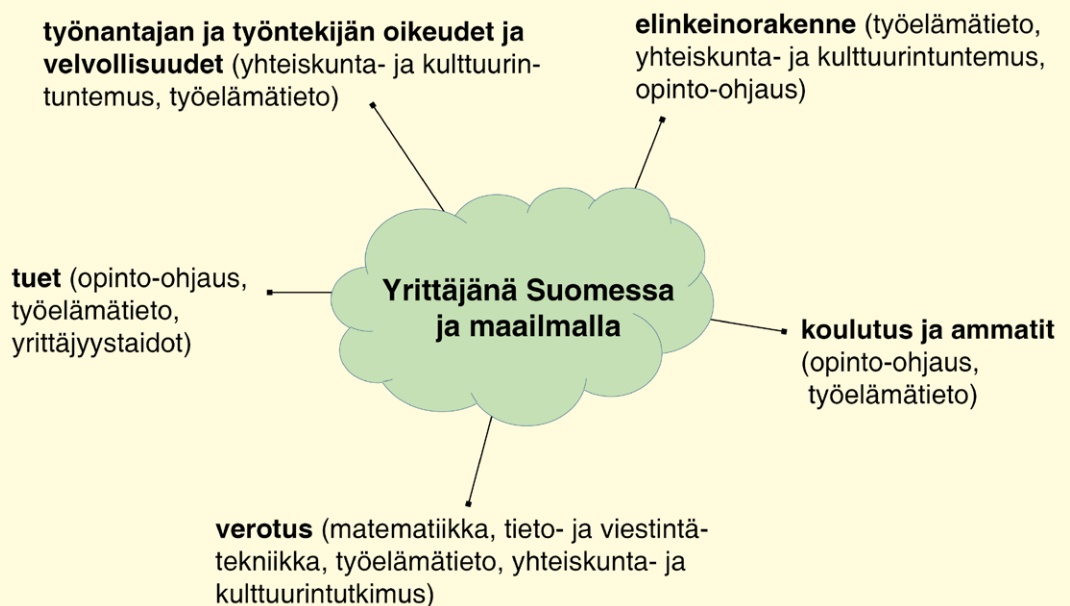 työnantajan ja työntekijän oikeudet ja
velvollisuudet (yhteiskunta- ja kulttuurin-
tuntemus, työelämätieto)
elinkeinorakenne (työelämätieto,
yhteiskunta- ja kulttuurintuntemus,
opinto-ohjaus)
tuet (opinto-ohjaus,
työelämätieto,
yrittäjyystaidot)
Yrittäjänä Suomessa
ja maailmalla
koulutus ja ammatit
(opinto-ohjaus,
työelämätieto)
verotus (matematiikka, tieto- ja viestintä-
tekniikka, työelämätieto, yhteiskunta- ja
kulttuurintutkimus)